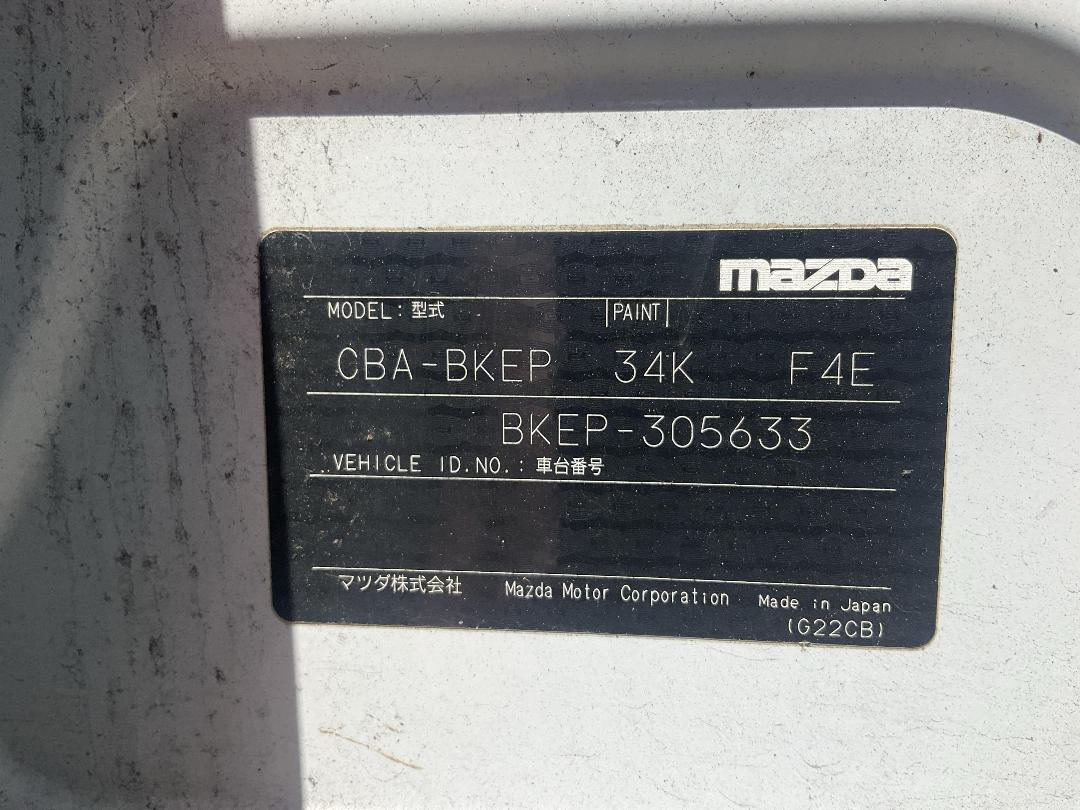 mazda
MODEL: 型式 |PAINT|
CBA-BKEP 34K F4E
BKEP-305633
VEHICLE ID.NO.: 車台番号
マツダ株式会社 Mazda Motor Corporation Made in Japan
(G22CB)